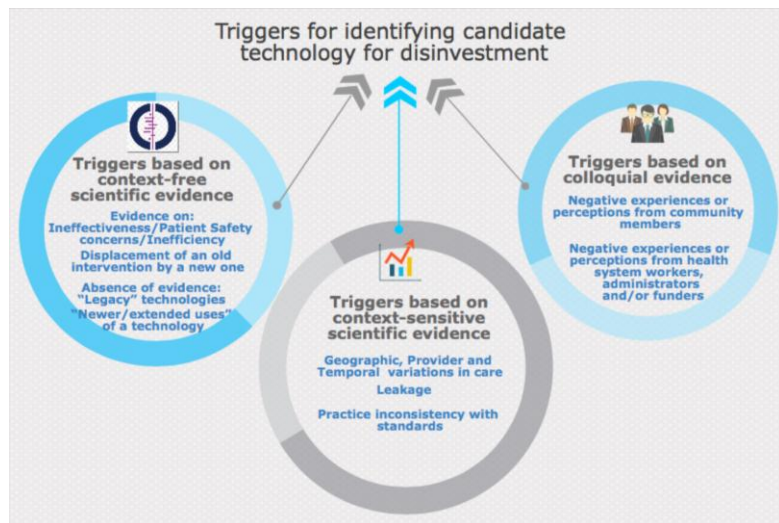 Triggers for identifying candidate
technology for disinvestment
Triggers based on
context-free
scientific evidence
Evidence on:
Ineffectiveness/Patient Safety
concerns/Inefficiency
Displacement of an old
intervention by a new one
Absence of evidence:
"Legacy" technologies
"Newer/extended uses"
of a technology
Triggers based on
context-sensitive
scientific evidence
Geographic, Provider and
Temporal variations in care
Leakage
Practice inconsistency with
standards
Triggers based on
colloquial evidence
Negative experiences or
perceptions from community
members
Negative experiences or
perceptions from health
system workers,
administrators
and/or funders